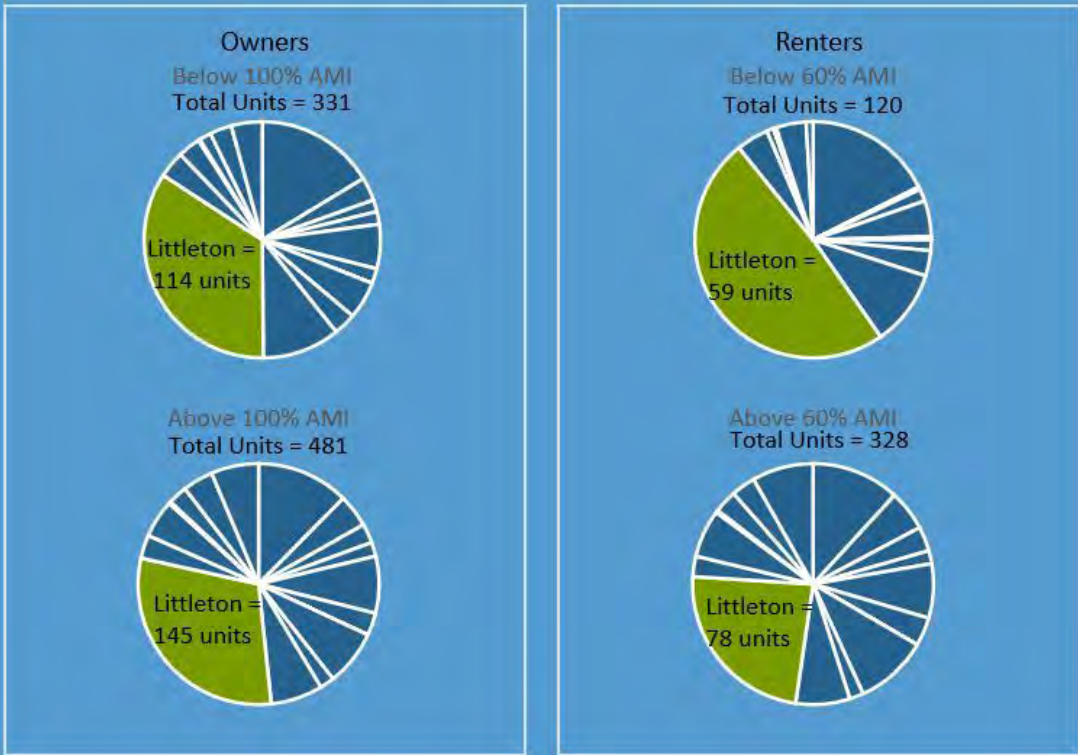 Owners
Below 100% AMI
Total Units = 331
Littleton =
114 units
Above 100% AMI
Total Units = 481
Littleton =
145 units
Renters
Below 60% AMI
Total Units = 120
Littleton =
59 units
Above 60% AMI
Total Units = 328
Littleton =
78 units